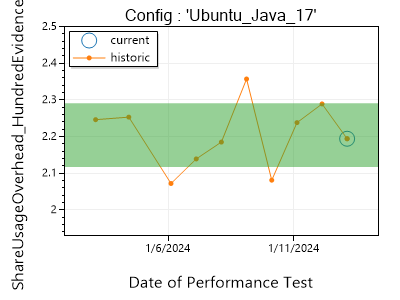 Config : 'Ubuntu_Java_17'
ShareUsageOverhead_HundredEvidence
2.5
2.4
2.3
2.2
2.1
2
current
historic
1/6/2024
1/11/2024
Date of Performance Test